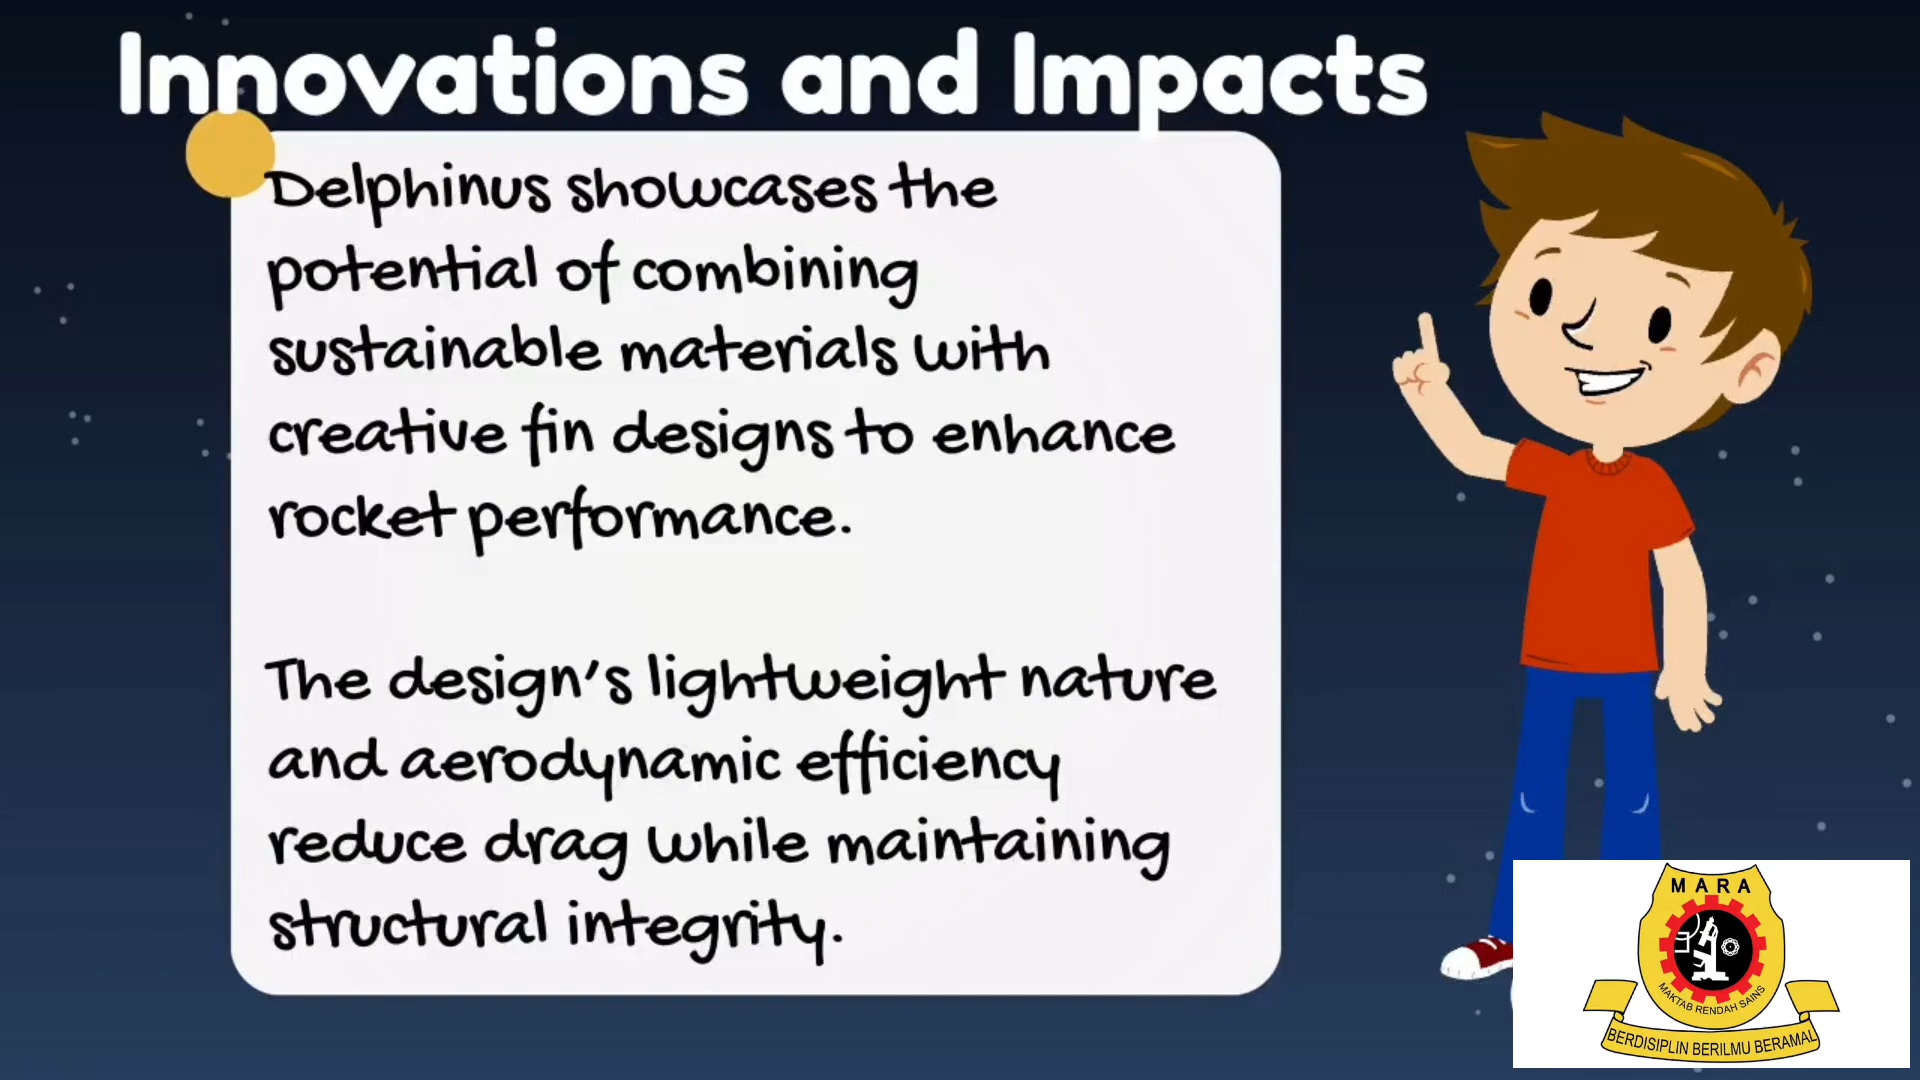 Innovations and Impacts
Delphinus showcases the
potential of combining
sustainable materials with
creative fin designs to enhance
rocket performance.
The design's lightweight nature
and aerodynamic efficiency
reduce drag while maintaining
structural integrity.
MARA
MAKTAB RENDAH SAINS
BERDISIPLIN BERILMU BERAMAL